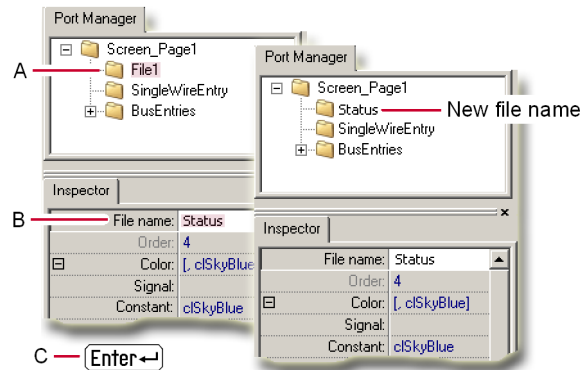 Port Manager
Screen_Page1
A
File1
SingleWireEntry
BusEntries
Inspector
B
File name: Status
Order: 4
Color: [, clSkyBlue
Signal:
Constant: clSkyBlue
C
Enter
Port Manager
Screen_Page1
Status
New file name
SingleWireEntry
BusEntries
Inspector
File name: Status
Order: 4
Color: [, clSkyBlue]
Signal:
Constant: clSkyBlue